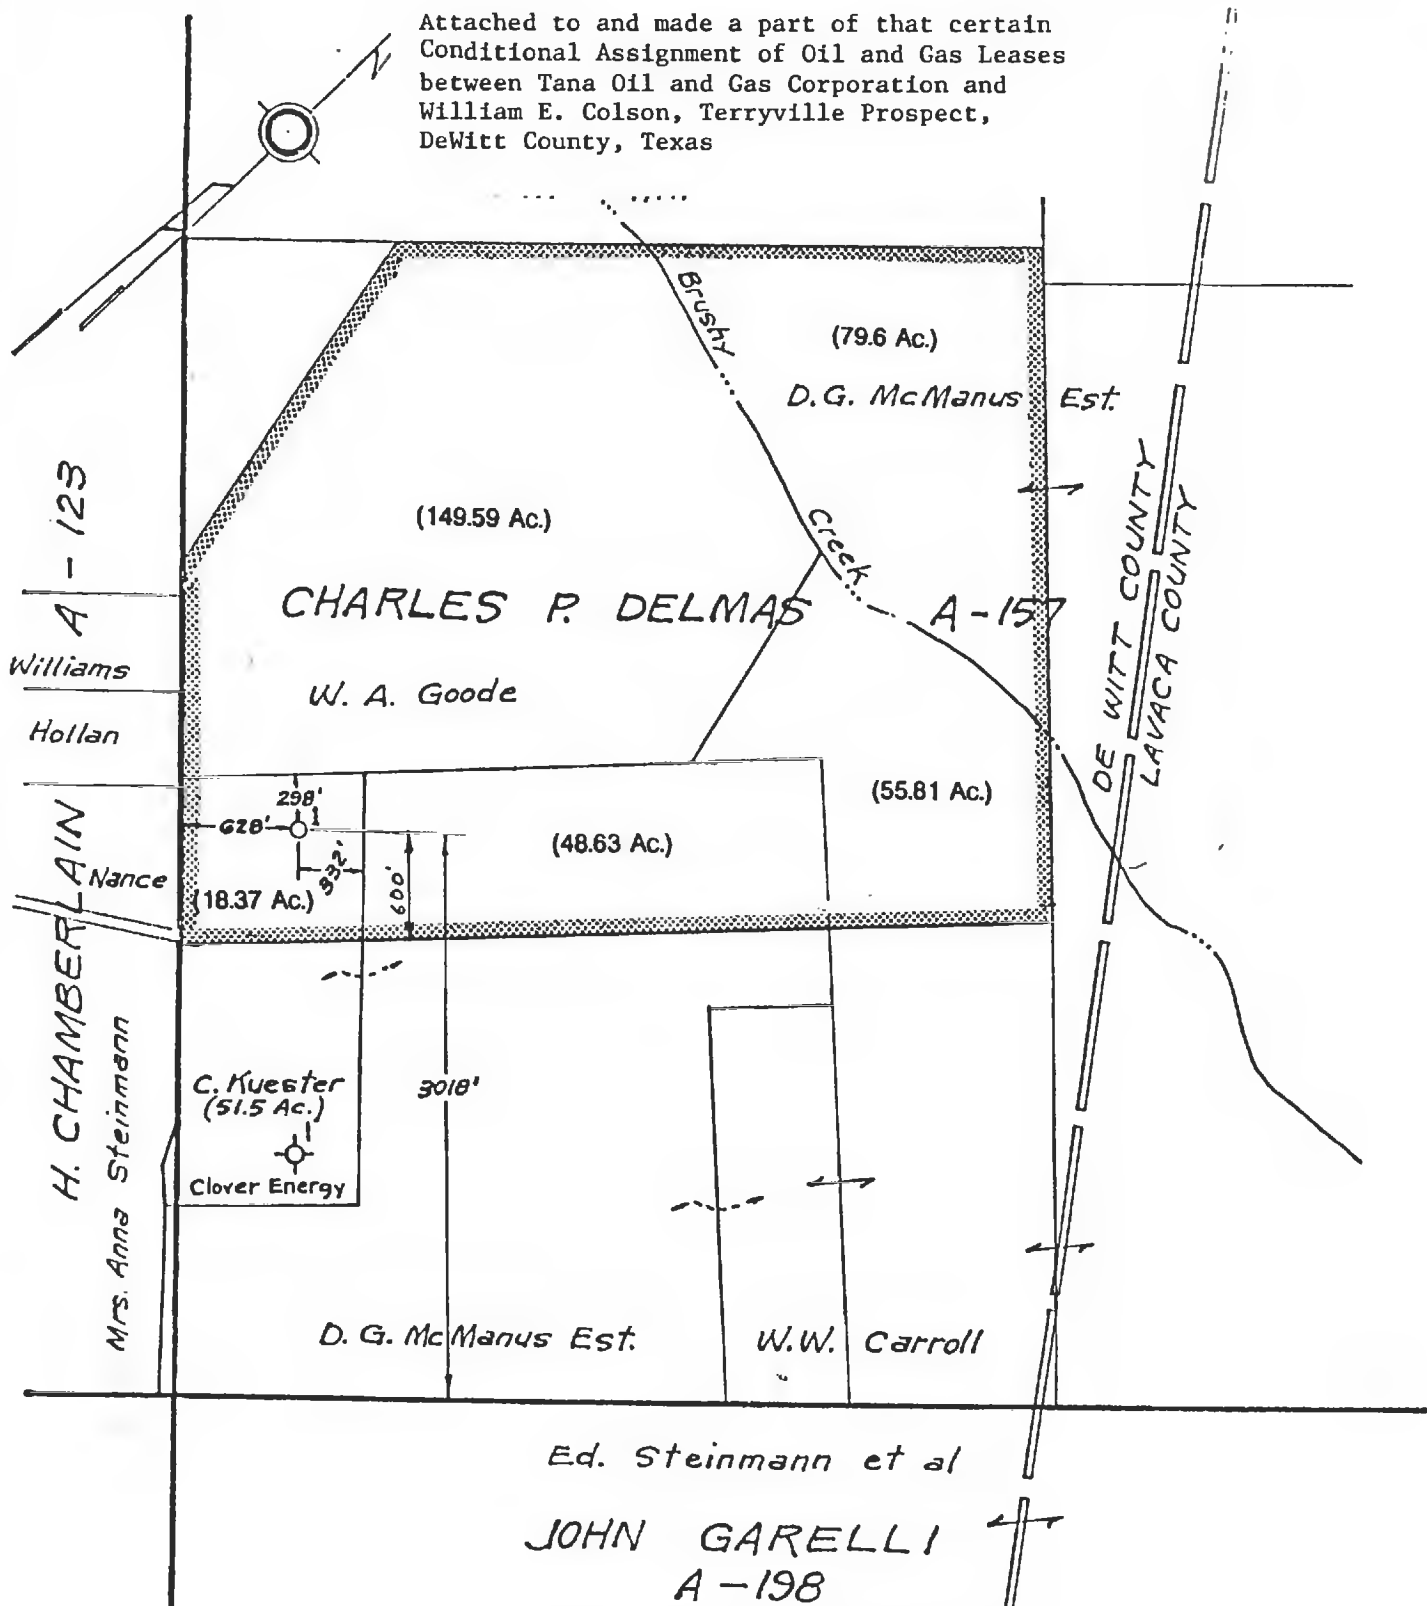 Attached to and made a part of that certain
Conditional Assignment of Oil and Gas Leases
between Tana Oil and Gas Corporation and
William E. Colson, Terryville Prospect,
DeWitt County, Texas
N
Brushy
Creek
(79.6 Ac.)
D.G. McManus Est.
A-123
(149.59 Ac.)
CHARLES P. DELMAS A-157
DE WITT COUNTY
LAVACA COUNTY
Williams
W. A. Goode
Hollan
298'
1
628'
332'
600'
(55.81 Ac.)
(48.63 Ac.)
Nance
(18.37 Ac.)
H. CHAMBERLAIN
Mrs. Anna Steinmann
C. Kuester
(51.5 Ac.)
1
Clover Energy
3018'
D. G. McManus Est.
W.W. Carroll
Ed. Steinmann et al
JOHN GARELLI
A-198